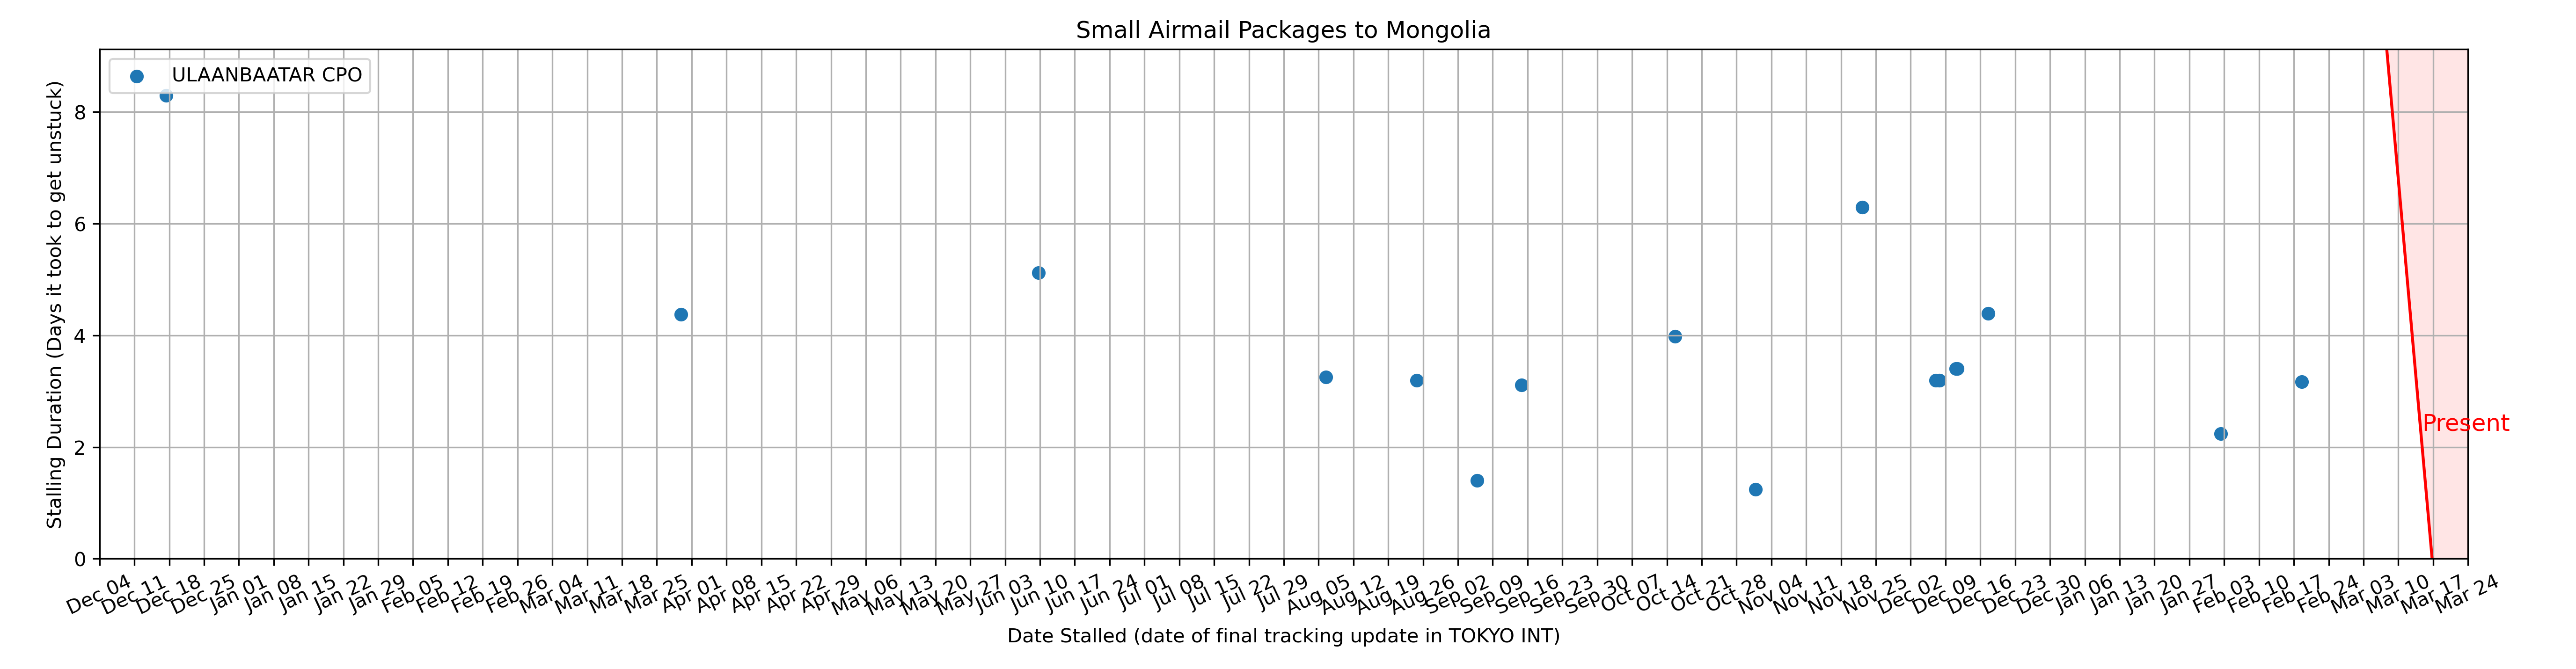 Small Airmail Packages to Mongolia
ULAANBAATAR CPO
Stalling Duration (Days it took to get unstuck)
8
6
4
2
0
Present
Dec 04
Dec 11
Dec 18
Dec 25
Jan 01
Jan 08
Jan 15
Jan 22
Jan 29
Feb 05
Feb 12
Feb 19
Feb 26
Mar 04
Mar 11
Mar 18
Mar 25
Apr 01
Apr 08
Apr 15
Apr 22
Apr 29
May 06
May 13
May 20
May 27
Jun 03
Jun 10
Jun 17
Jun 24
Jul 01
Jul 08
Jul 15
Jul 22
Jul 29
Aug 05
Aug 12
Aug 19
Aug 26
Sep 02
Sep 09
Sep 16
Sep 23
Sep 30
Oct 07
Oct 14
Oct 21
Oct 28
Nov 04
Nov 11
Nov 18
Nov 25
Dec 02
Dec 09
Dec 16
Dec 23
Dec 30
Jan 06
Jan 13
Jan 20
Jan 27
Feb 03
Feb 10
Feb 17
Feb 24
Mar 03
Mar 10
Mar 17
Mar 24
Date Stalled (date of final tracking update in TOKYO INT)